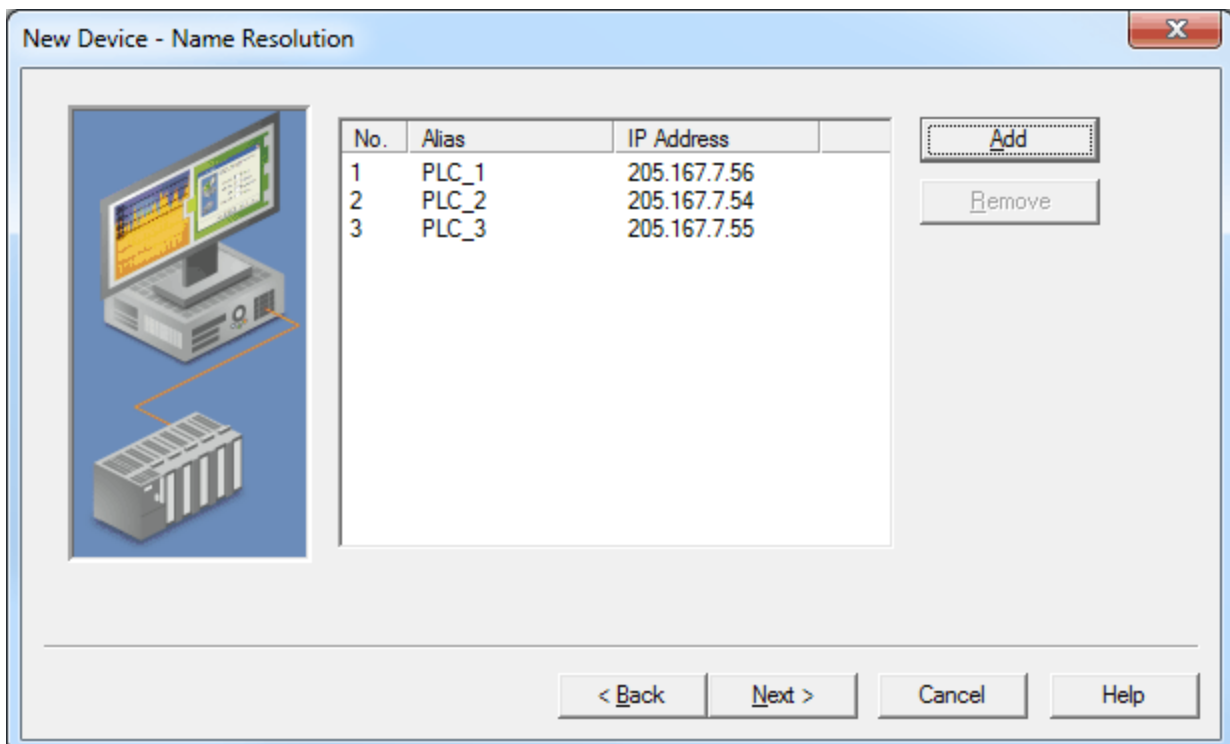 New Device - Name Resolution
No. Alias IP Address
1 PLC_1 205.167.7.56
2 PLC_2 205.167.7.54
3 PLC_3 205.167.7.55
Add
Remove
< Back Next > Cancel Help